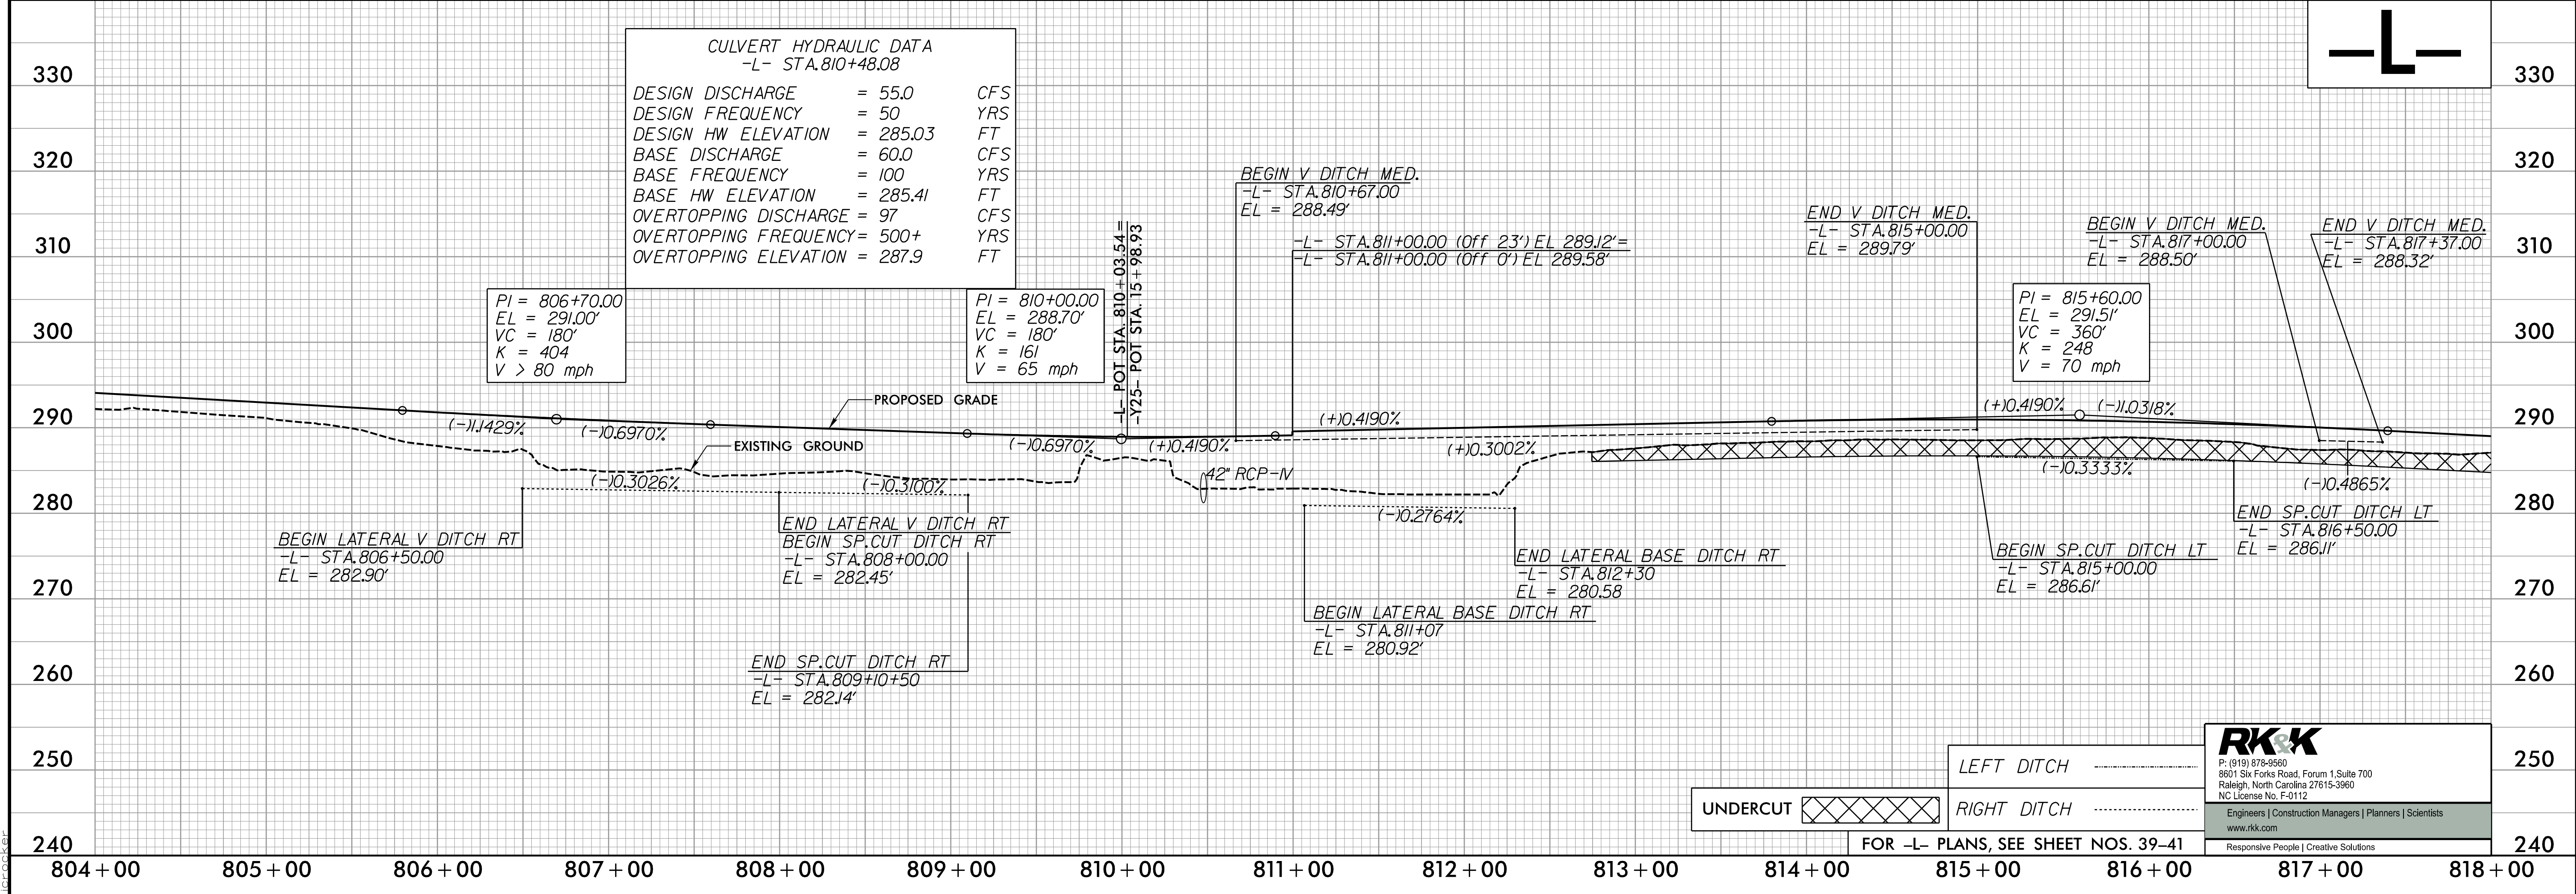 -L-
CULVERT HYDRAULIC DATA
-L- STA.810+48.08
DESIGN DISCHARGE = 55.0 CFS
DESIGN FREQUENCY = 50 YRS
DESIGN HW ELEVATION = 285.03 FT
BASE DISCHARGE = 60.0 CFS
BASE FREQUENCY = 100 YRS
BASE HW ELEVATION = 285.41 FT
OVERTOPPING DISCHARGE = 97 CFS
OVERTOPPING FREQUENCY = 500+ YRS
OVERTOPPING ELEVATION = 287.9 FT
330 330
320 320
310 310
300 300
290 290
280 280
270 270
260 260
250 250
240 240
PI = 806+70.00
EL = 291.00'
VC = 180'
K = 404
V > 80 mph
PI = 810+00.00
EL = 288.70'
VC = 180'
K = 161
V = 65 mph
-L- POT STA. 810+03.54=
-Y25- POT STA. 15+98.93
BEGIN V DITCH MED.
-L- STA.810+67.00
EL = 288.49'
-L- STA.811+00.00 (Off 23') EL 289.12'=
-L- STA.811+00.00 (Off 0') EL 289.58'
END V DITCH MED.
-L- STA.815+00.00
EL = 289.79'
BEGIN V DITCH MED.
-L- STA.817+00.00
EL = 288.50'
END V DITCH MED.
-L- STA.817+37.00
EL = 288.32'
PI = 815+60.00
EL = 291.51'
VC = 360'
K = 248
V = 70 mph
PROPOSED GRADE
EXISTING GROUND
(-)1.1429%
(-)0.6970%
(-)0.6970%
(+)0.4190%
(+)0.4190%
(+)0.3002%
(+)0.4190%
(-)1.0318%
(-)0.3026%
(-)0.3100%
42" RCP-IV
(-)0.2764%
(-)0.3333%
(-)0.4865%
BEGIN LATERAL V DITCH RT
-L- STA.806+50.00
EL = 282.90'
END LATERAL V DITCH RT
BEGIN SP.CUT DITCH RT
-L- STA.808+00.00
EL = 282.45'
END SP.CUT DITCH RT
-L- STA.809+10+50
EL = 282.14'
BEGIN LATERAL BASE DITCH RT
-L- STA.811+07
EL = 280.92'
END LATERAL BASE DITCH RT
-L- STA.812+30
EL = 280.58
BEGIN SP.CUT DITCH LT
-L- STA.815+00.00
EL = 286.61'
END SP.CUT DITCH LT
-L- STA.816+50.00
EL = 286.11'
LEFT DITCH
UNDERCUT
RIGHT DITCH
FOR -L- PLANS, SEE SHEET NOS. 39-41
RK&K
P: (919) 878-9560
8601 Six Forks Road, Forum 1,Suite 700
Raleigh, North Carolina 27615-3960
NC License No. F-0112
Engineers | Construction Managers | Planners | Scientists
www.rkk.com
Responsive People | Creative Solutions
804+00 805+00 806+00 807+00 808+00 809+00 810+00 811+00 812+00 813+00 814+00 815+00 816+00 817+00 818+00